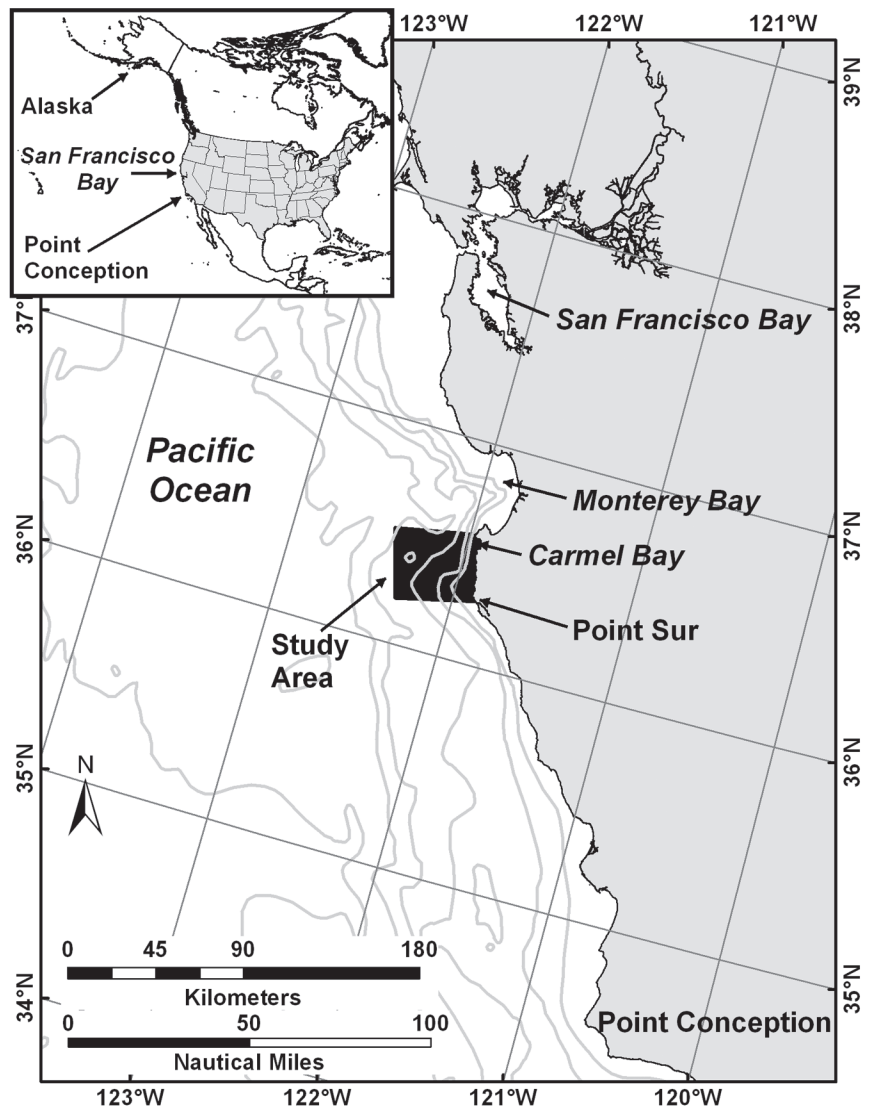 123°W
122°W
121°W
Alaska
San Francisco
Bay
Point
Conception
39°N
38°N
37°N
36°N
35°N
37°
36°N
35°N
34°N
San Francisco Bay
Pacific
Ocean
Monterey Bay
Carmel Bay
Point Sur
Study
Area
N
0 45 90 180
Kilometers
0 50 100
Nautical Miles
Point Conception
123°W
122°W
121°W
120°W